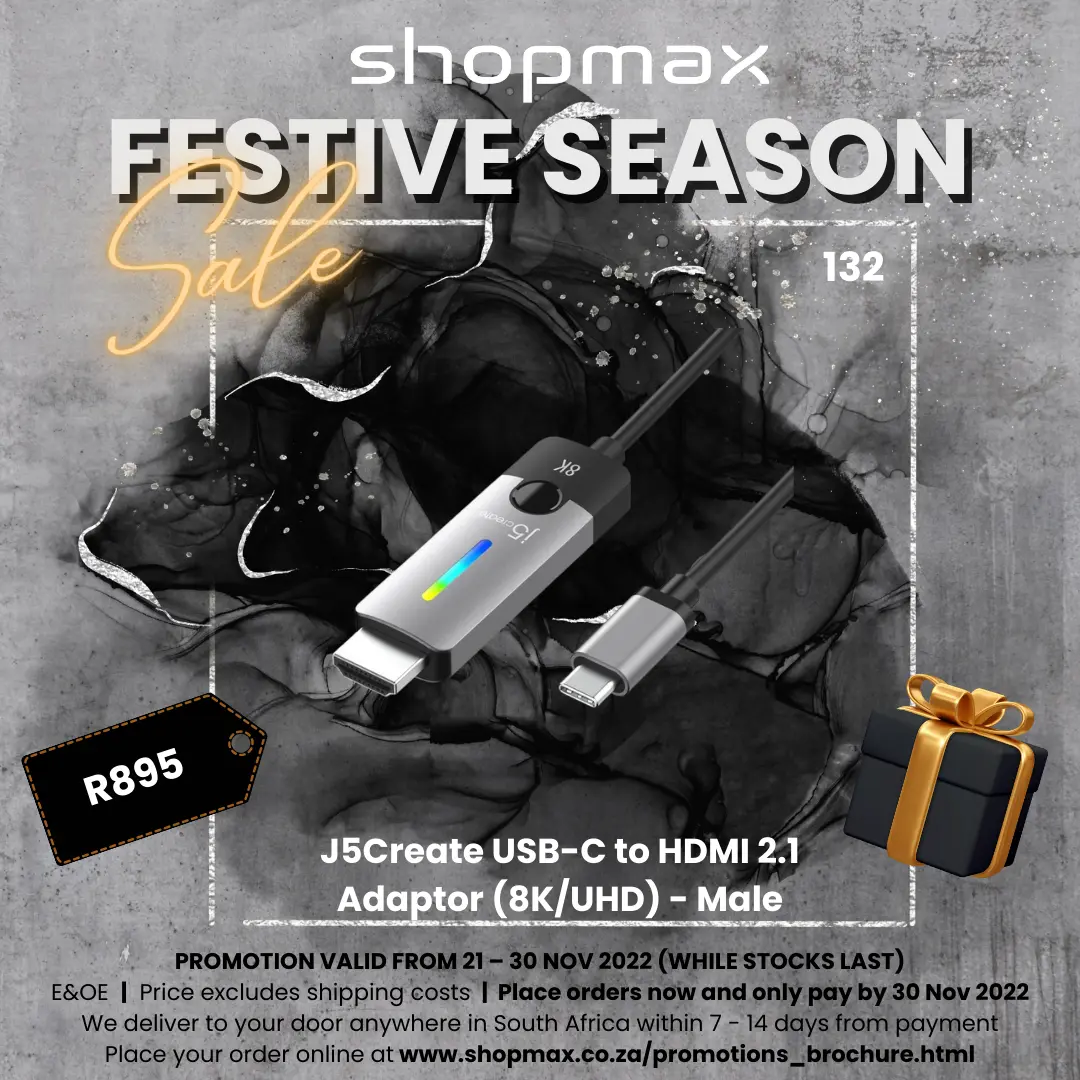 shopmax
FESTIVE SEASON
Sale
132
8K
j5create
R895
J5Create USB-C to HDMI 2.1
Adaptor (8K/UHD) - Male
PROMOTION VALID FROM 21 – 30 NOV 2022 (WHILE STOCKS LAST)
E&OE | Price excludes shipping costs | Place orders now and only pay by 30 Nov 2022
We deliver to your door anywhere in South Africa within 7 - 14 days from payment
Place your order online at www.shopmax.co.za/promotions_brochure.html